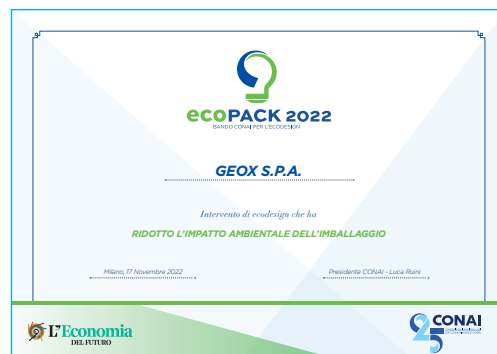 ecoPACK 2022
BANDO CONAI PER L'ECODESIGN
GEOX S.P.A.
Intervento di ecodesign che ha
RIDOTTO L'IMPATTO AMBIENTALE DELL'IMBALLAGGIO
Milano, 17 Novembre 2022
Presidente CONAI - Luca Ruini
L'Economia
DEL FUTURO
25 CONAI